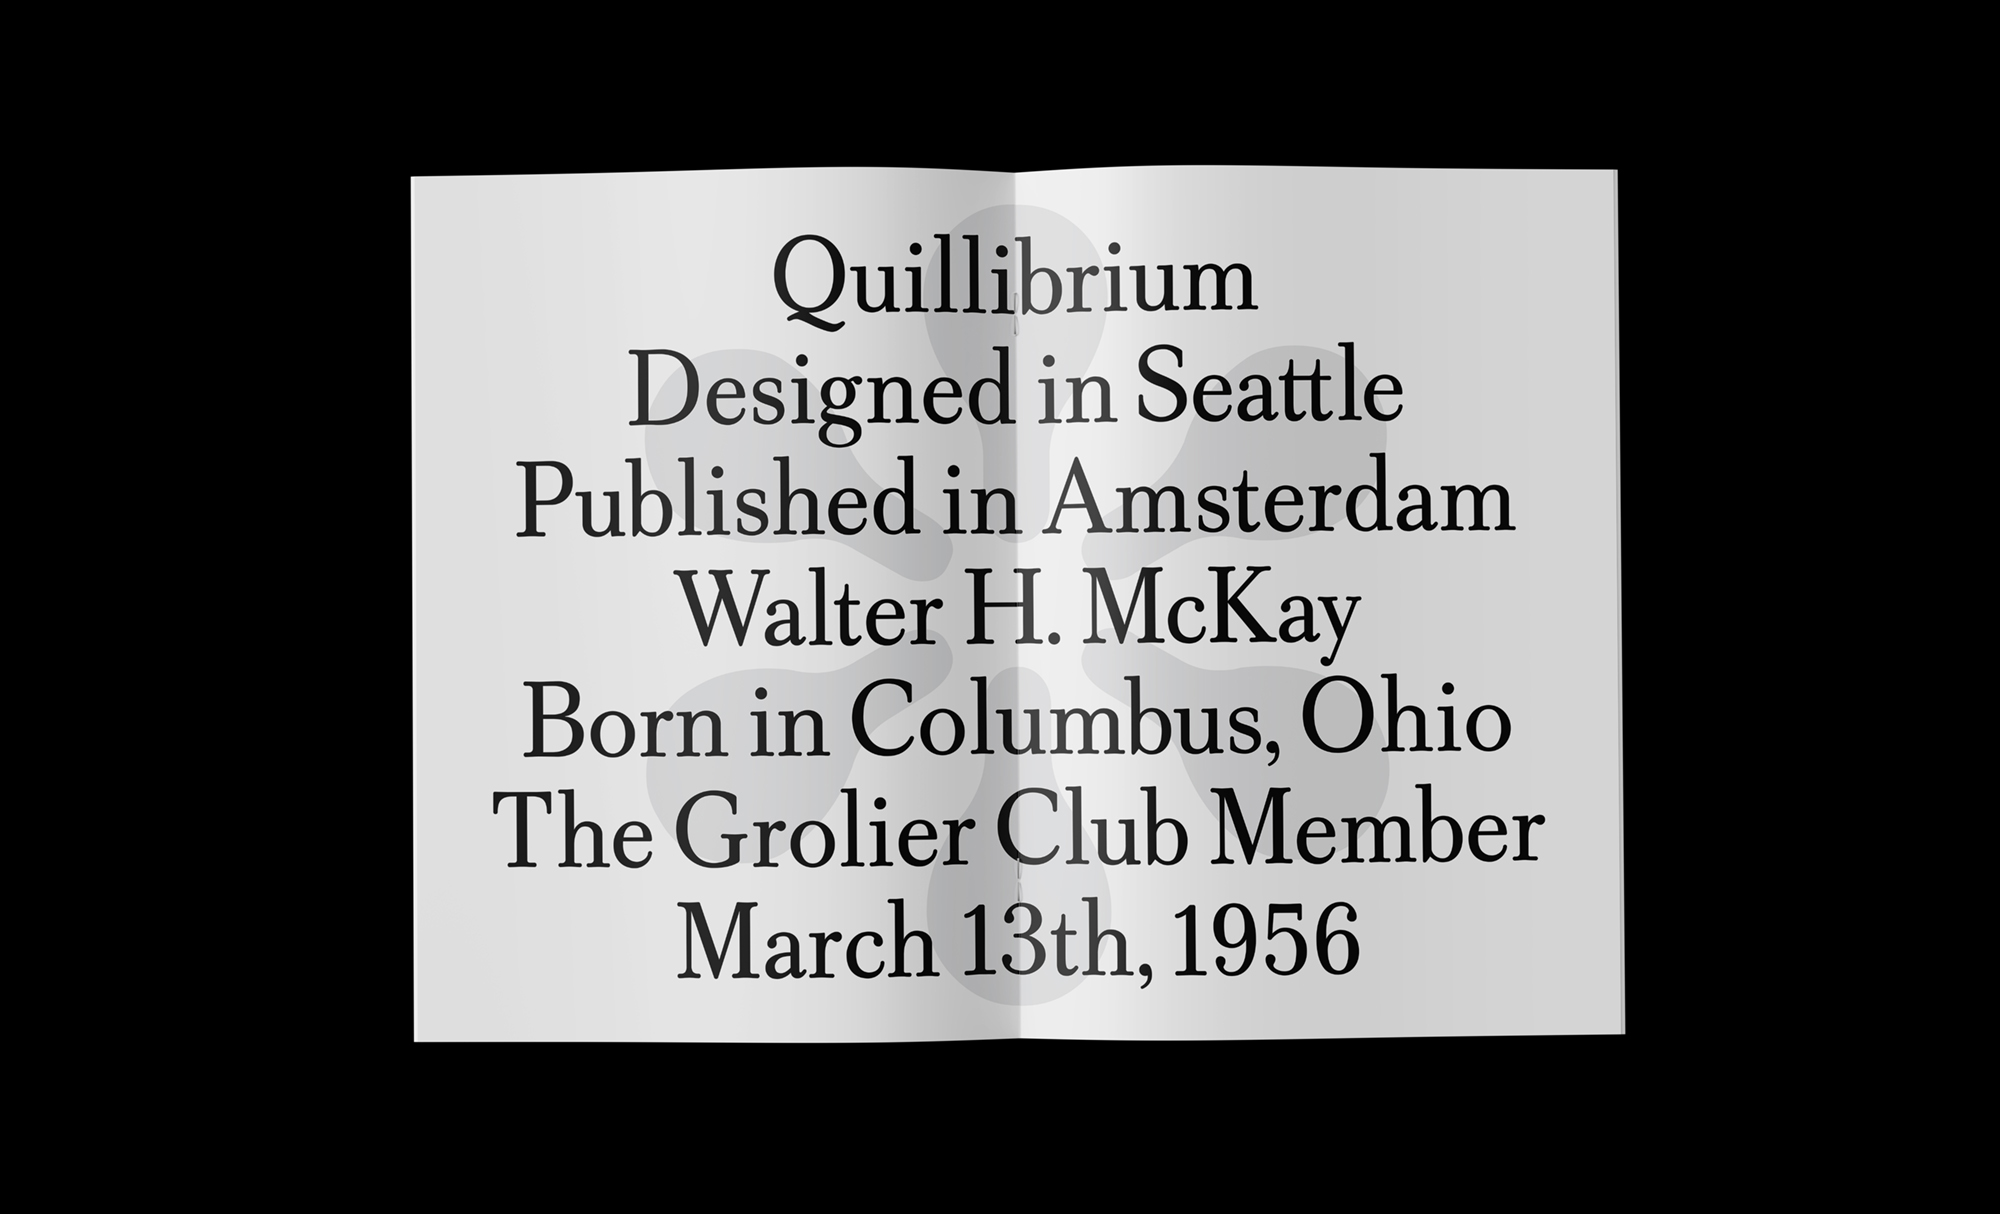 Quillibrium
Designed in Seattle
Published in Amsterdam
Walter H. McKay
Born in Columbus, Ohio
The Grolier Club Member
March 13th, 1956